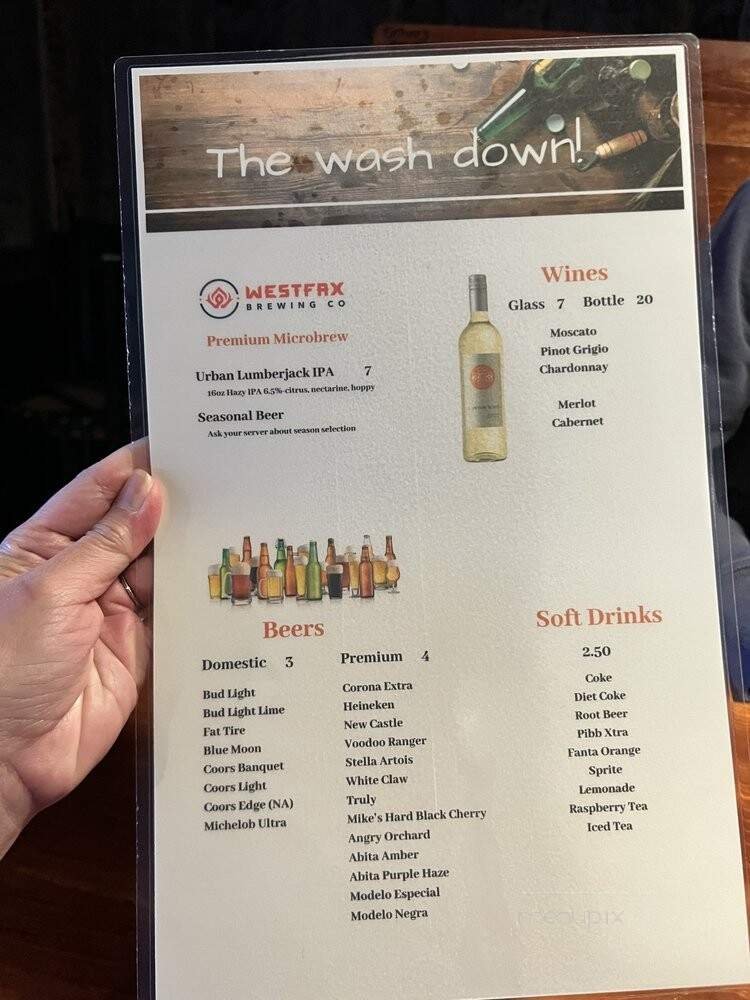 The wash down!
WESTFAX
BREWING CO
Premium Microbrew
Urban Lumberjack IPA 7
16oz Hazy IPA 6.5%-citrus, nectarine, hoppy
Seasonal Beer
Ask your server about season selection
Wines
Glass 7 Bottle 20
Moscato
Pinot Grigio
Chardonnay
Merlot
Cabernet
Beers
Domestic 3
Bud Light
Bud Light Lime
Fat Tire
Blue Moon
Coors Banquet
Coors Light
Coors Edge (NA)
Michelob Ultra
Premium 4
Corona Extra
Heineken
New Castle
Voodoo Ranger
Stella Artois
White Claw
Truly
Mike's Hard Black Cherry
Angry Orchard
Abita Amber
Abita Purple Haze
Modelo Especial
Modelo Negra
Soft Drinks
2.50
Coke
Diet Coke
Root Beer
Pibb Xtra
Fanta Orange
Sprite
Lemonade
Raspberry Tea
Iced Tea
menupix